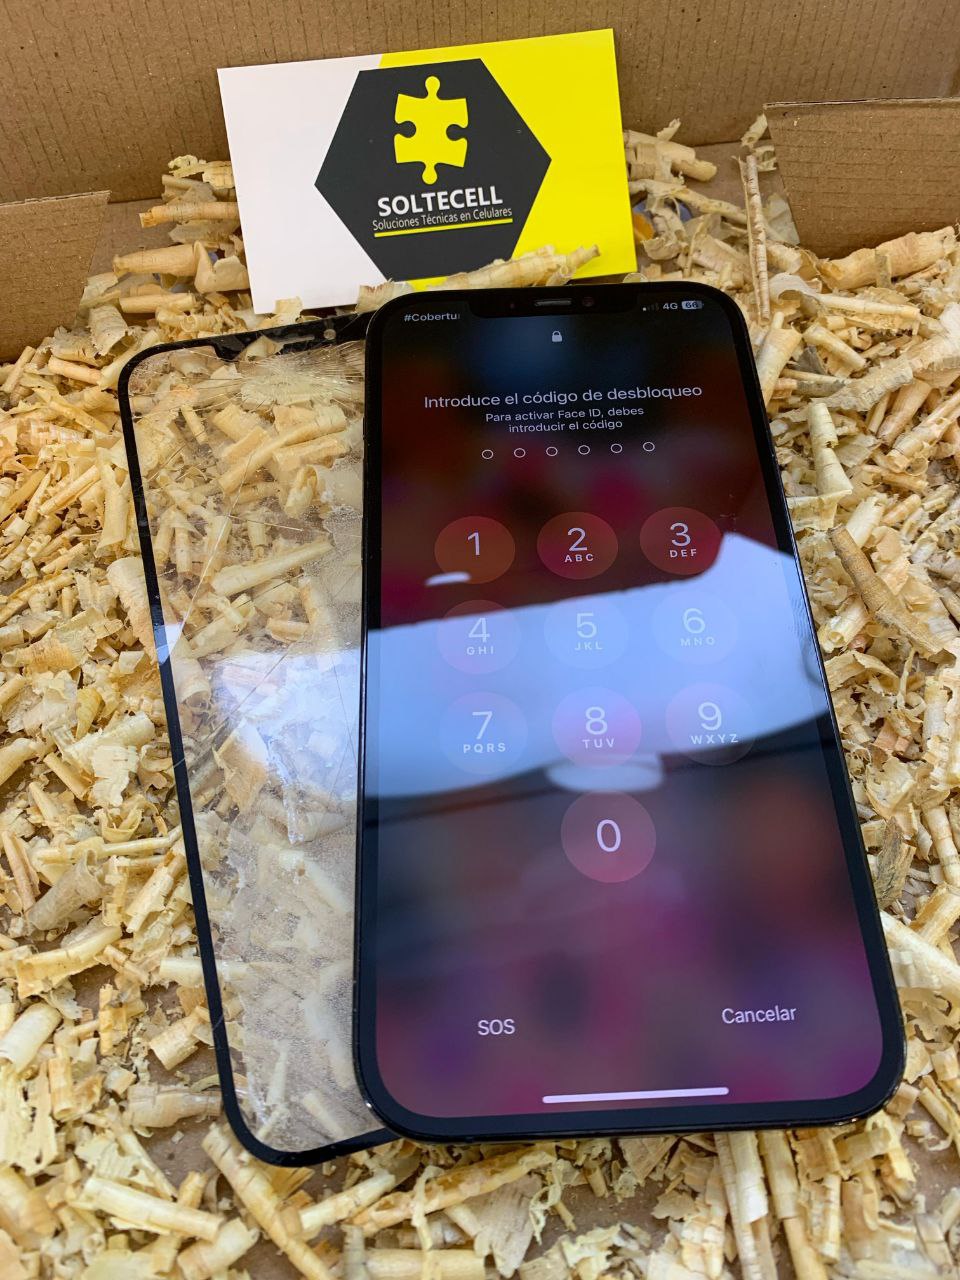 SOLTECELL
Soluciones Técnicas en Celulares
#Cobertu
4G 66
Introduce el código de desbloqueo
Para activar Face ID, debes
introducir el código
1
2
ABC
3
DEF
4
GHI
5
JKL
6
MNO
7
PQRS
8
TUV
9
WXYZ
0
SOS
Cancelar